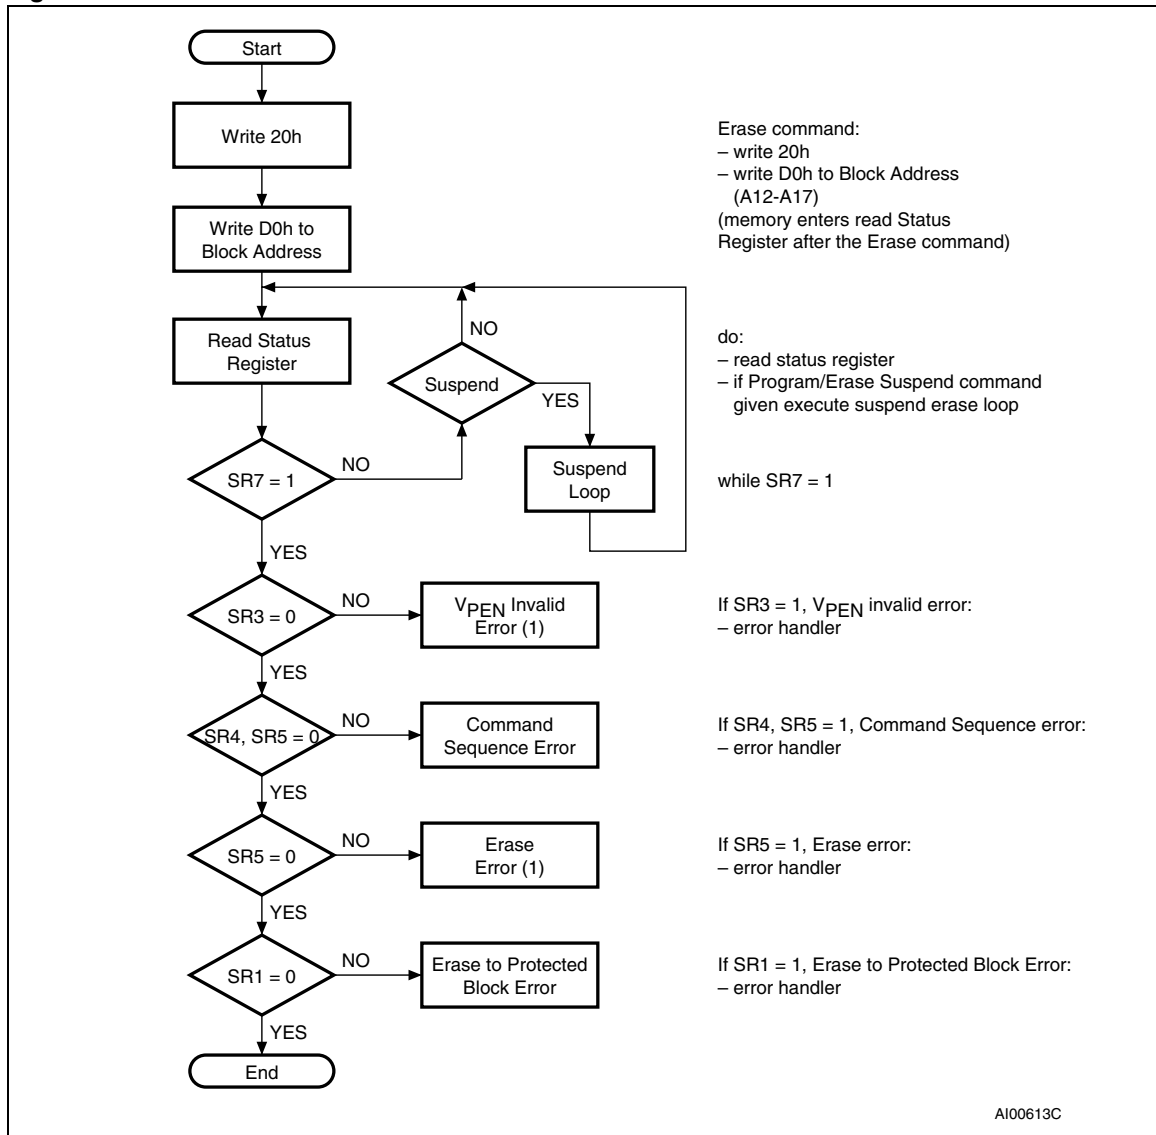 Start
Write 20h
Erase command:
– write 20h
– write D0h to Block Address
(A12-A17)
(memory enters read Status
Register after the Erase command)
Write D0h to
Block Address
Read Status
Register
NO
Suspend
YES
do:
– read status register
– if Program/Erase Suspend command
given execute suspend erase loop
SR7 = 1
NO
Suspend
Loop
while SR7 = 1
YES
SR3 = 0
NO
VPEN Invalid
Error (1)
If SR3 = 1, VPEN invalid error:
– error handler
YES
SR4, SR5 = 0
NO
Command
Sequence Error
If SR4, SR5 = 1, Command Sequence error:
– error handler
YES
SR5 = 0
NO
Erase
Error (1)
If SR5 = 1, Erase error:
– error handler
YES
SR1 = 0
NO
Erase to Protected
Block Error
If SR1 = 1, Erase to Protected Block Error:
– error handler
YES
End
AI00613C